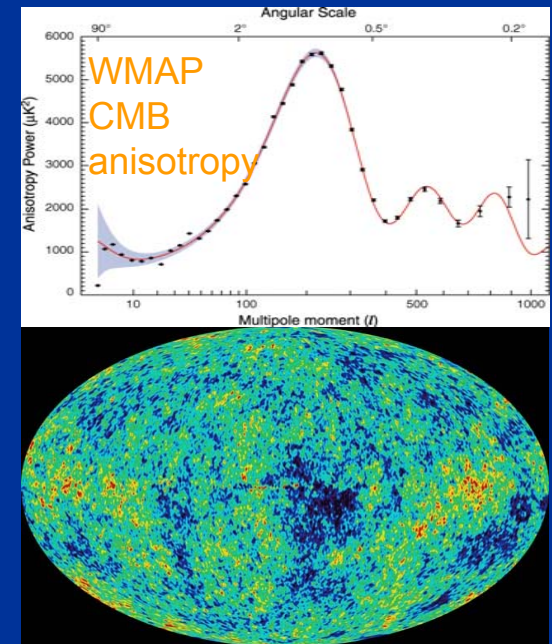 Angular Scale
90° 2° 0.5° 0.2°
6000
5000
4000
3000
2000
1000
0
Anisotropy Power (μK²)
WMAP
CMB
anisotropy
10 100 500 1000
Multipole moment (l)